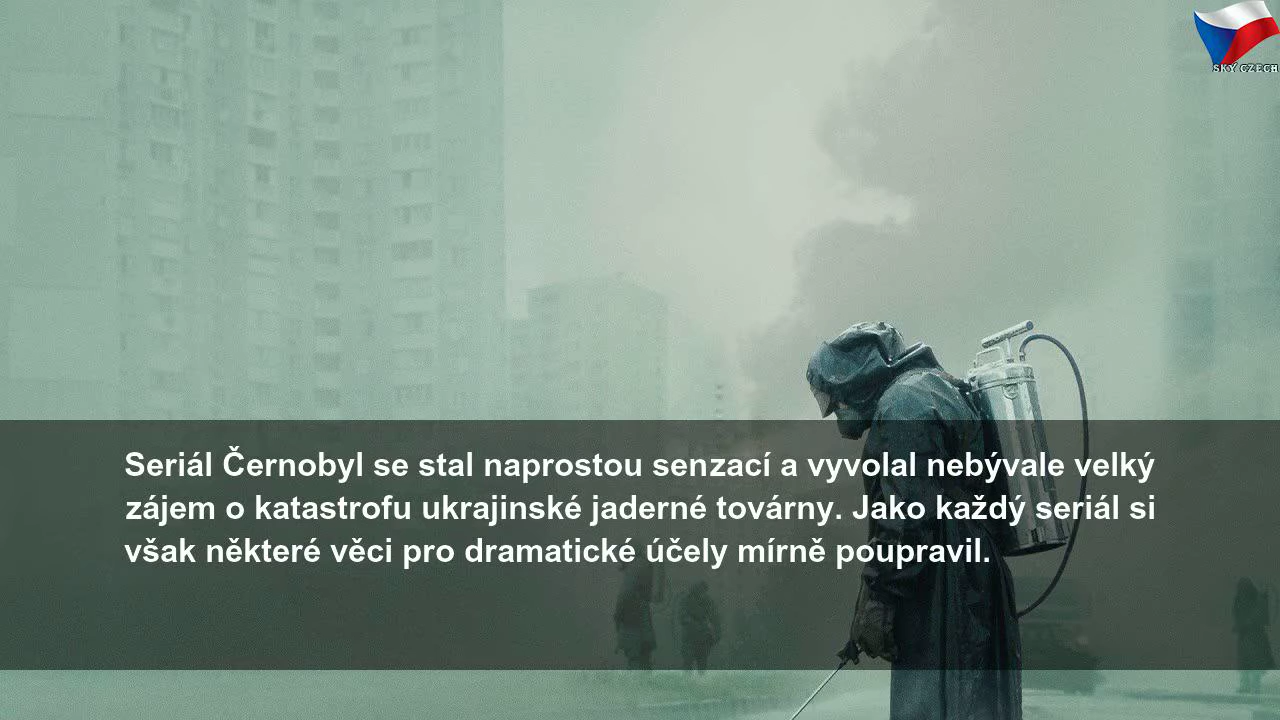 SKY CZECH
Seriál Černobyl se stal naprostou senzací a vyvolal nebývale velký
zájem o katastrofu ukrajinské jaderné továrny. Jako každý seriál si
však některé věci pro dramatické účely mírně poupravil.